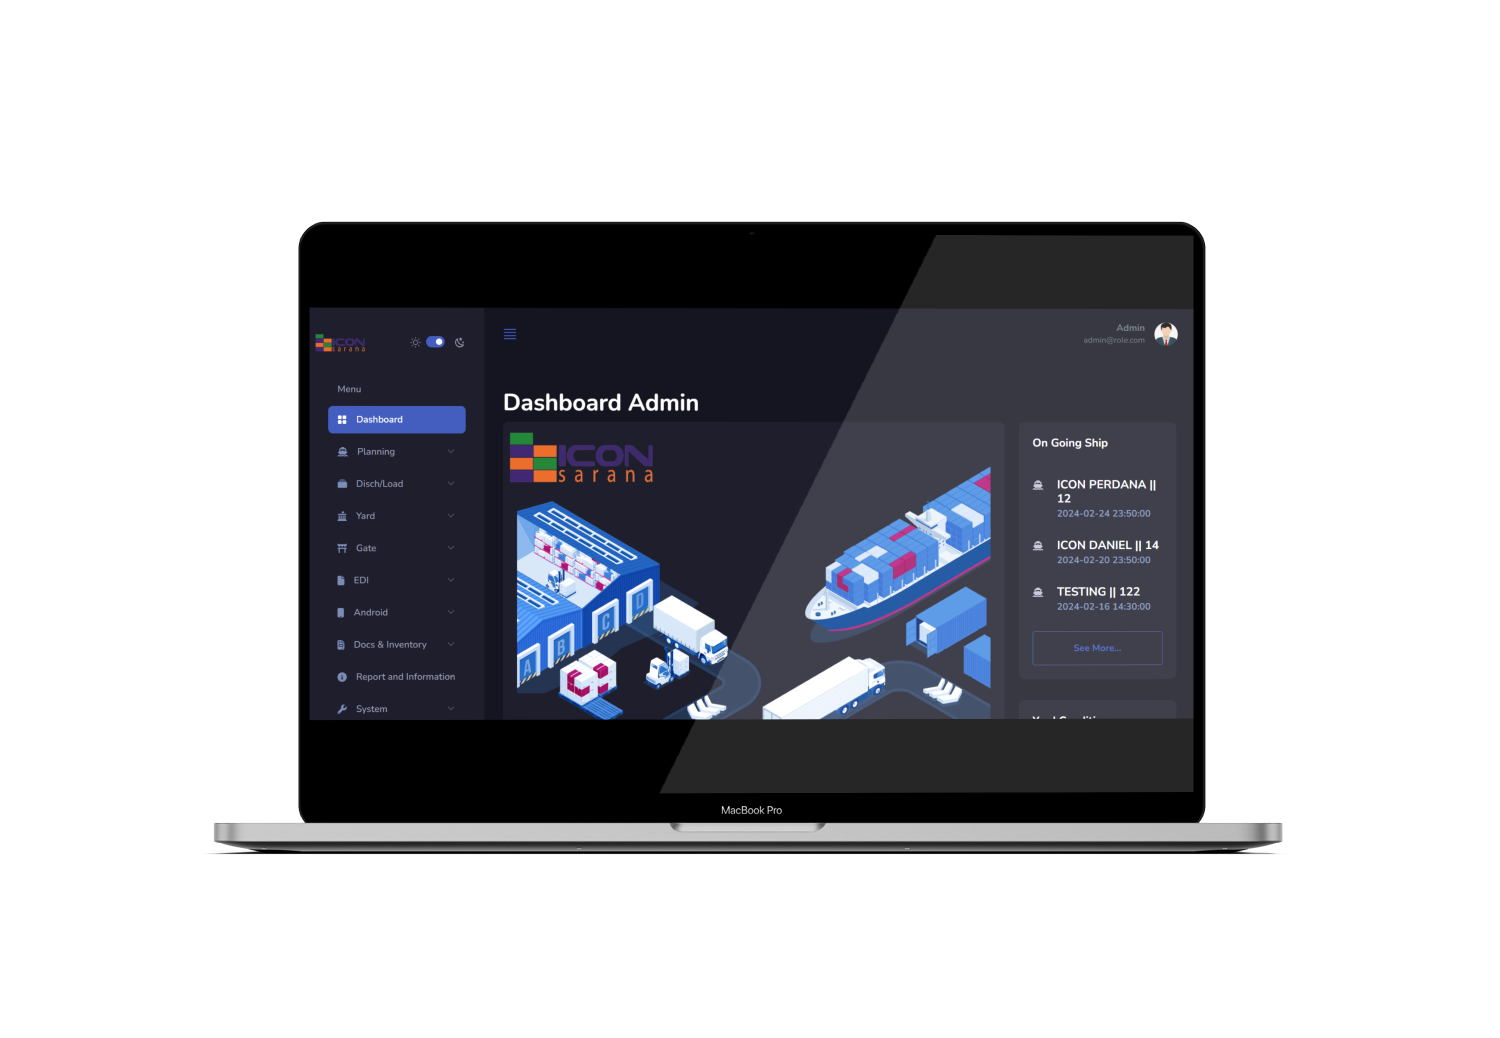 ICON
sarana
Menu
Dashboard
Planning
Disch/Load
Yard
Gate
EDI
Android
Docs & Inventory
Report and Information
System
Admin
admin@role.com
Dashboard Admin
ICON
sarana
A
B
C
D
On Going Ship
ICON PERDANA ||
12
2024-02-24 23:50:00
ICON DANIEL || 14
2024-02-20 23:50:00
TESTING || 122
2024-02-16 14:30:00
See More...
MacBook Pro